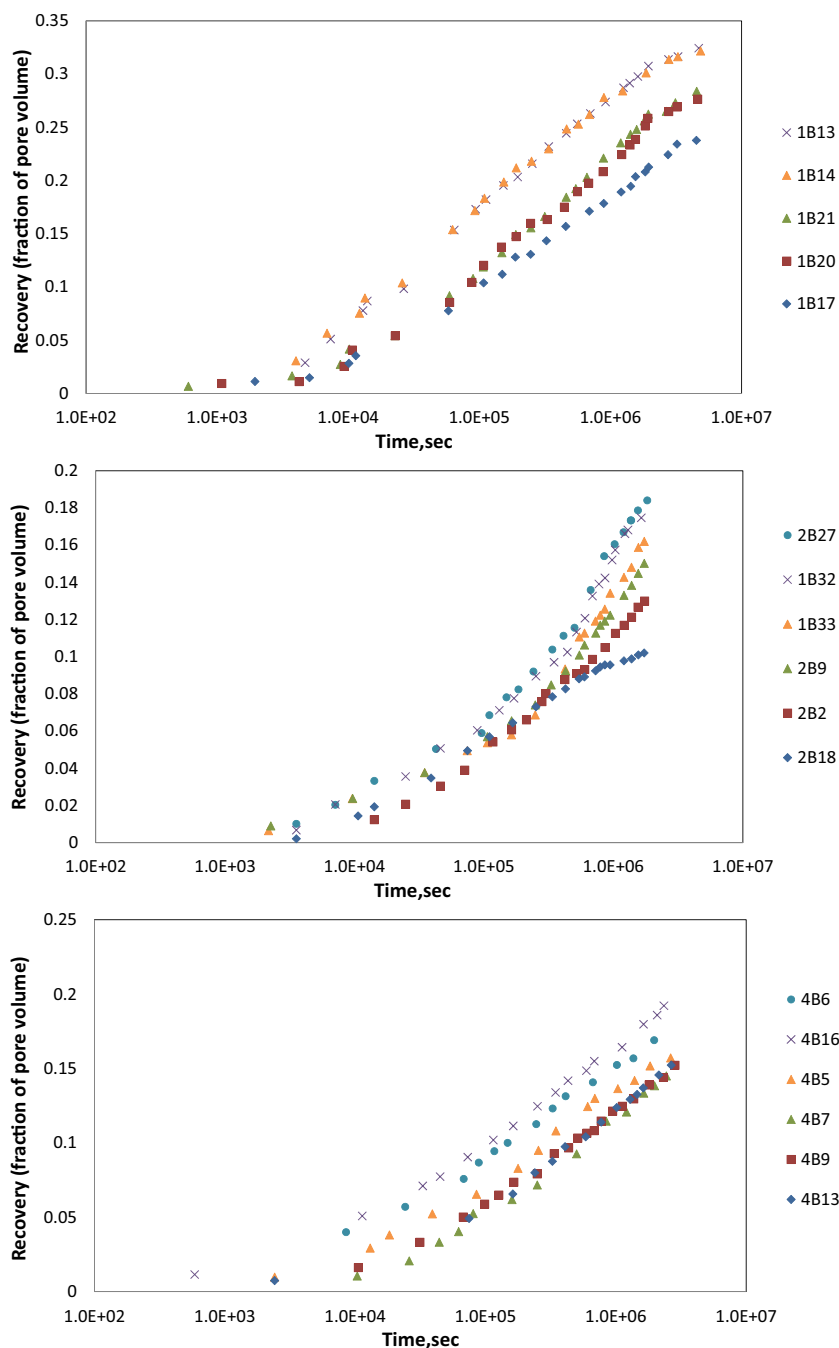 Recovery (fraction of pore volume)
0.35
0.3
0.25
0.2
0.15
0.1
0.05
0
1.0E+02 1.0E+03 1.0E+04 1.0E+05 1.0E+06 1.0E+07
Time,sec
1B13
1B14
1B21
1B20
1B17
Recovery (fraction of pore volume)
0.2
0.18
0.16
0.14
0.12
0.1
0.08
0.06
0.04
0.02
0
1.0E+02 1.0E+03 1.0E+04 1.0E+05 1.0E+06 1.0E+07
Time,sec
2B27
1B32
1B33
2B9
2B2
2B18
Recovery (fraction of pore volume)
0.25
0.2
0.15
0.1
0.05
0
1.0E+02 1.0E+03 1.0E+04 1.0E+05 1.0E+06 1.0E+07
Time,sec
4B6
4B16
4B5
4B7
4B9
4B13